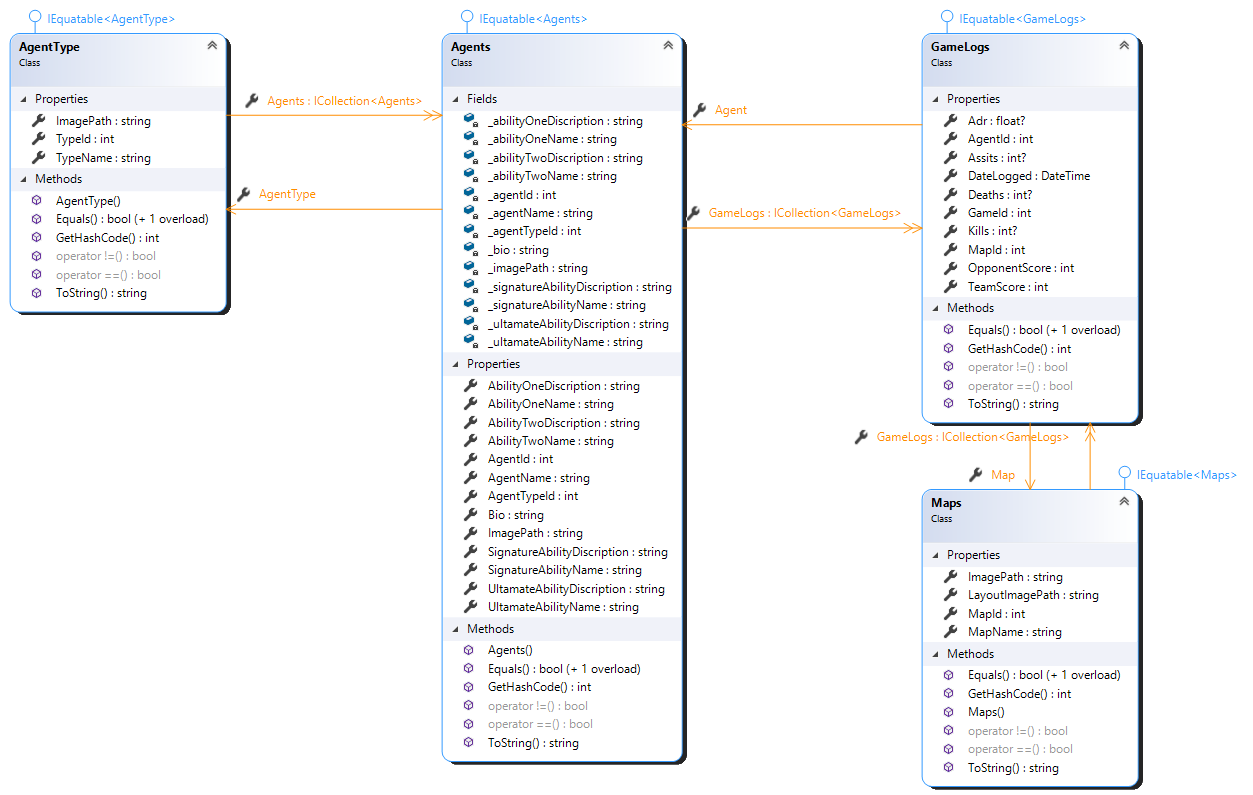 IEquatable<AgentType>
AgentType
Class
Properties
ImagePath : string
TypeId : int
TypeName : string
Methods
AgentType()
Equals() : bool (+ 1 overload)
GetHashCode() : int
operator !=() : bool
operator ==() : bool
ToString() : string
Agents : ICollection<Agents>
AgentType
IEquatable<Agents>
Agents
Class
Fields
_abilityOneDiscription : string
_abilityOneName : string
_abilityTwoDiscription : string
_abilityTwoName : string
_agentId : int
_agentName : string
_agentTypeId : int
_bio : string
_imagePath : string
_signatureAbilityDiscription : string
_signatureAbilityName : string
_ultamateAbilityDiscription : string
_ultamateAbilityName : string
Properties
AbilityOneDiscription : string
AbilityOneName : string
AbilityTwoDiscription : string
AbilityTwoName : string
AgentId : int
AgentName : string
AgentTypeId : int
Bio : string
ImagePath : string
SignatureAbilityDiscription : string
SignatureAbilityName : string
UltamateAbilityDiscription : string
UltamateAbilityName : string
Methods
Agents()
Equals() : bool (+ 1 overload)
GetHashCode() : int
operator !=() : bool
operator ==() : bool
ToString() : string
Agent
GameLogs : ICollection<GameLogs>
IEquatable<GameLogs>
GameLogs
Class
Properties
Adr : float?
AgentId : int
Assits : int?
DateLogged : DateTime
Deaths : int?
GameId : int
Kills : int?
MapId : int
OpponentScore : int
TeamScore : int
Methods
Equals() : bool (+ 1 overload)
GetHashCode() : int
operator !=() : bool
operator ==() : bool
ToString() : string
GameLogs : ICollection<GameLogs>
Map
IEquatable<Maps>
Maps
Class
Properties
ImagePath : string
LayoutImagePath : string
MapId : int
MapName : string
Methods
Equals() : bool (+ 1 overload)
GetHashCode() : int
Maps()
operator !=() : bool
operator ==() : bool
ToString() : string